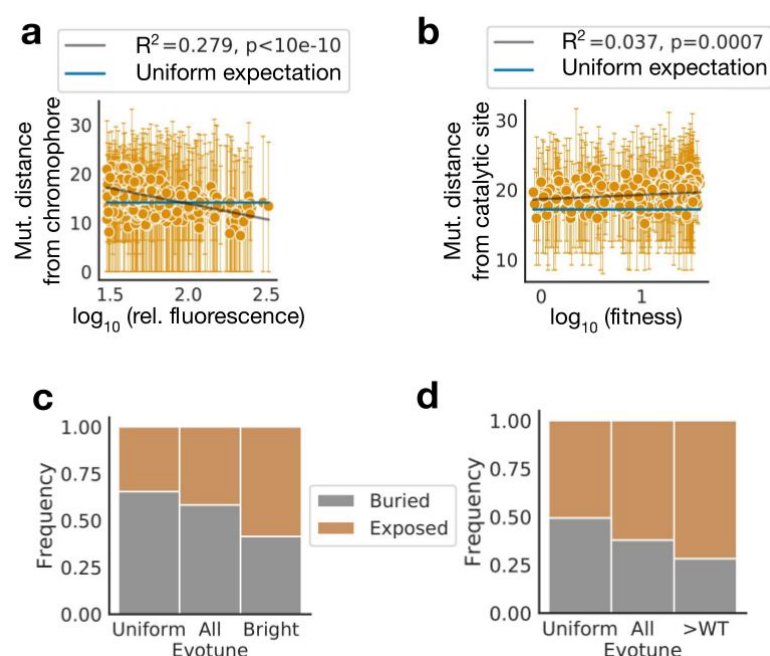 a
R²=0.279, p<10e-10
Uniform expectation
Mut. distance
from chromophore
30
20
10
0
1.5 2.0 2.5
log₁₀ (rel. fluorescence)
b
R²=0.037, p=0.0007
Uniform expectation
Mut. distance
from catalytic site
30
20
10
0 1
log₁₀ (fitness)
c
Frequency
1.00
0.75
0.50
0.25
0.00
Uniform All Bright
Evotune
Buried
Exposed
d
Frequency
1.00
0.75
0.50
0.25
0.00
Uniform All >WT
Evotune